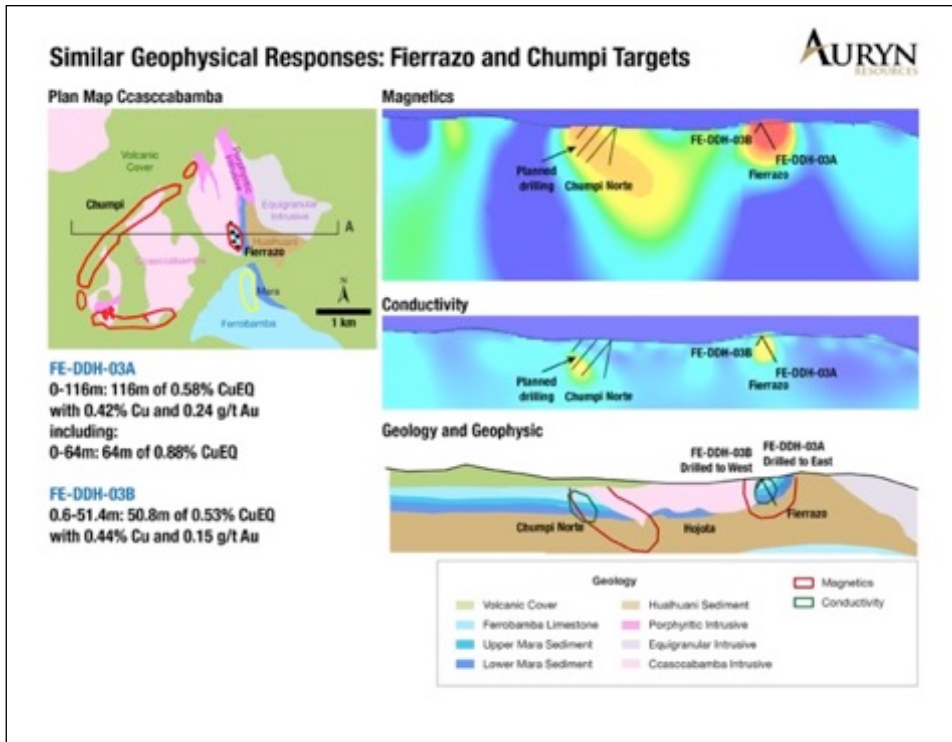 Similar Geophysical Responses: Fierrazo and Chumpi Targets
AURYN
RESOURCES
Plan Map Ccasccabamba
Volcanic
Cover
Chumpi
Porphyritic
Intrusive
Equigranular
Intrusive
A
Hualhuani
Fierrazo
Ccasccabamba
Mara
Ferrobamba
N
1 km
FE-DDH-03A
0-116m: 116m of 0.58% CuEQ
with 0.42% Cu and 0.24 g/t Au
including:
0-64m: 64m of 0.88% CuEQ
FE-DDH-03B
0.6-51.4m: 50.8m of 0.53% CuEQ
with 0.44% Cu and 0.15 g/t Au
Magnetics
FE-DDH-03B
FE-DDH-03A
Fierrazo
Planned
drilling
Chumpi Norte
Conductivity
FE-DDH-03B
FE-DDH-03A
Fierrazo
Planned
drilling
Chumpi Norte
Geology and Geophysic
FE-DDH-03B
Drilled to West
FE-DDH-03A
Drilled to East
Chumpi Norte
Hojota
Fierrazo
Geology
Volcanic Cover
Ferrobamba Limestone
Upper Mara Sediment
Lower Mara Sediment
Hualhuani Sediment
Porphyritic Intrusive
Equigranular Intrusive
Ccasccabamba Intrusive
Magnetics
Conductivity